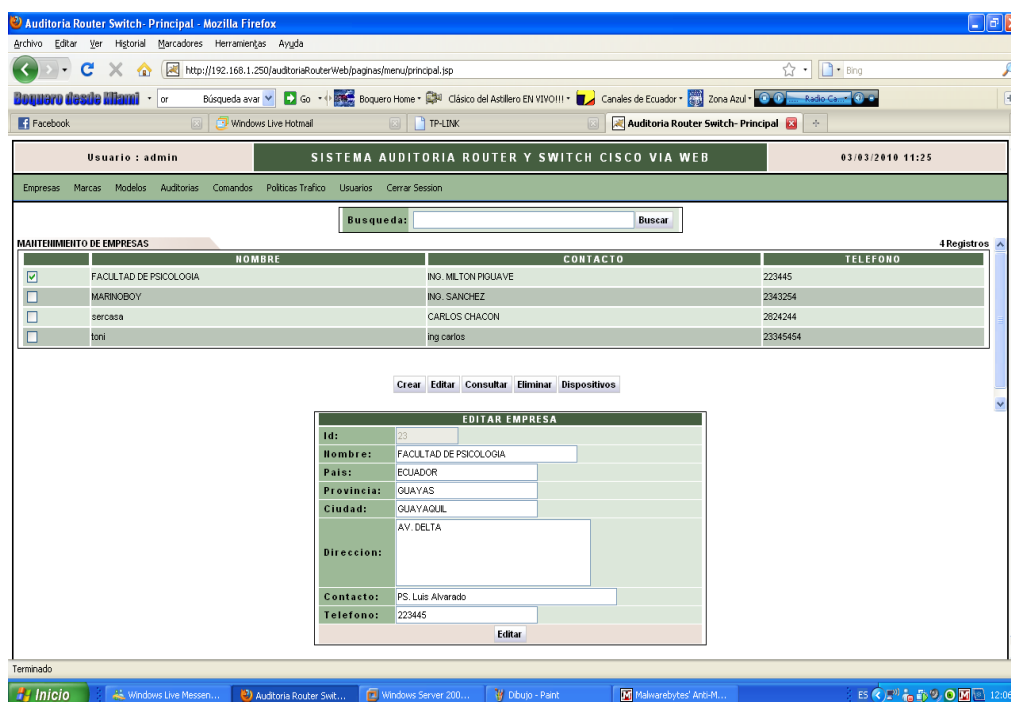 Auditoria Router Switch- Principal - Mozilla Firefox
Archivo Editar Ver Historial Marcadores Herramientas Ayuda
http://192.168.1.250/auditoriaRouterWeb/paginas/menu/principal.jsp Bing
Boquero desde Miami or Búsqueda avar Go Boquero Home Clásico del Astillero EN VIVO!!! Canales de Ecuador Zona Azul Radio Ca
Facebook Windows Live Hotmail TP-LINK Auditoria Router Switch- Principal
Usuario : admin SISTEMA AUDITORIA ROUTER Y SWITCH CISCO VIA WEB 03/03/2010 11:25
Empresas Marcas Modelos Auditorias Comandos Politicas Trafico Usuarios Cerrar Session
Busqueda: Buscar
MANTENIMIENTO DE EMPRESAS 4 Registros
NOMBRE CONTACTO TELEFONO
FACULTAD DE PSICOLOGIA ING. MILTON PIGUAVE 223445
MARINOBOY ING. SANCHEZ 2343254
sercasa CARLOS CHACON 2824244
toni ing carlos 23345454
Crear Editar Consultar Eliminar Dispositivos
EDITAR EMPRESA
Id: 23
Nombre: FACULTAD DE PSICOLOGIA
Pais: ECUADOR
Provincia: GUAYAS
Ciudad: GUAYAQUIL
Direccion: AV. DELTA
Contacto: PS. Luis Alvarado
Telefono: 223445
Editar
Terminado
Inicio Windows Live Messen... Auditoria Router Swit... Windows Server 200... Dibujo - Paint Malwarebytes' Anti-M... ES 12:06